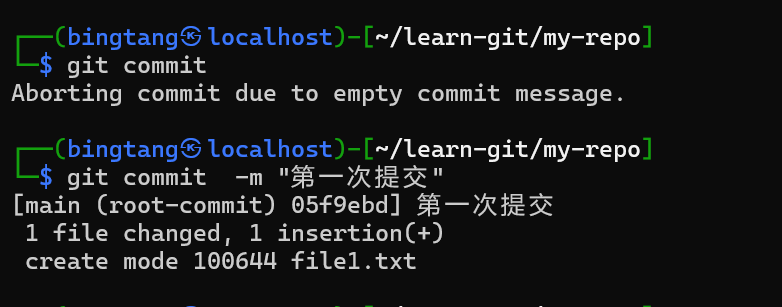 ┌──(bingtang㉿localhost)-[~/learn-git/my-repo]
└─$ git commit
Aborting commit due to empty commit message.
┌──(bingtang㉿localhost)-[~/learn-git/my-repo]
└─$ git commit  -m "第一次提交"
[main (root-commit) 05f9ebd] 第一次提交
 1 file changed, 1 insertion(+)
 create mode 100644 file1.txt